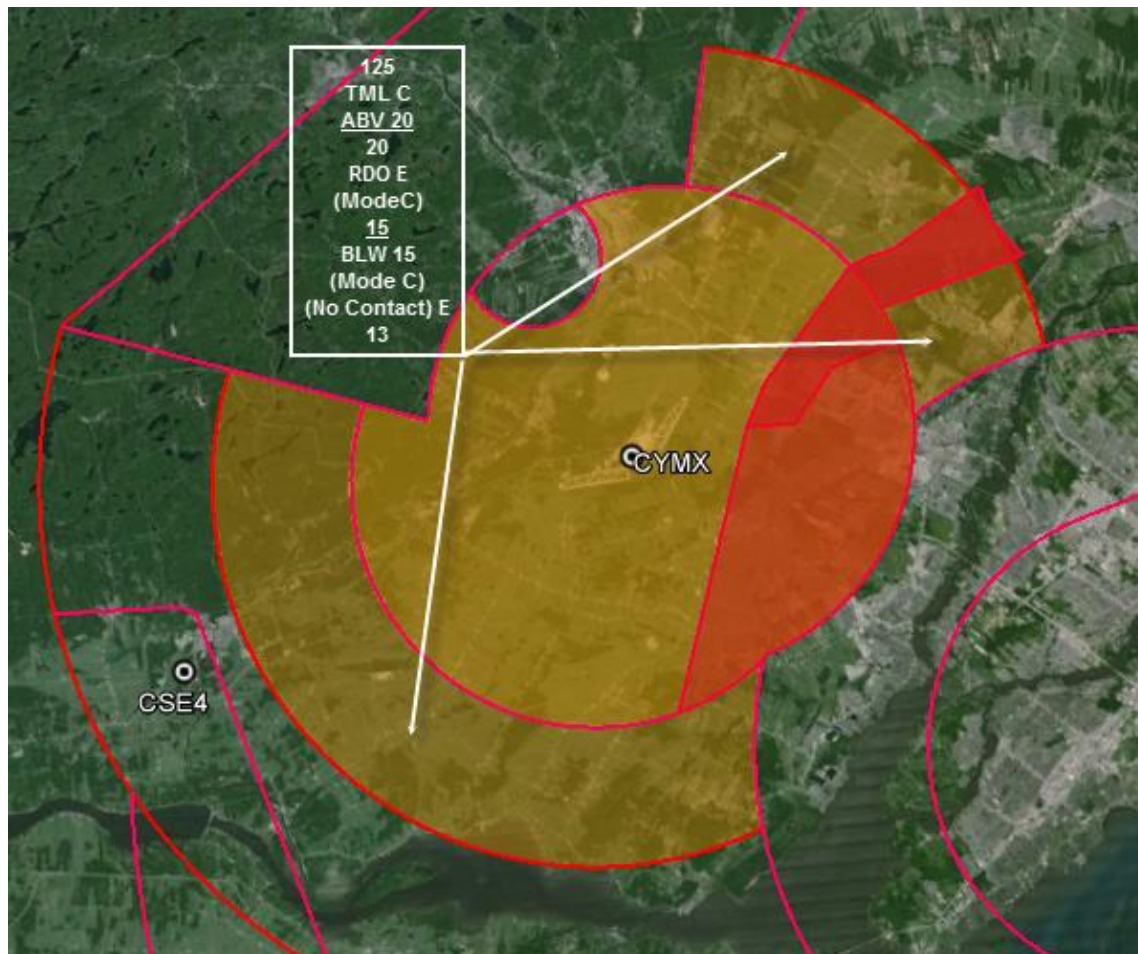 125
TML C
ABV 20
20
RDO E
(ModeC)
15
BLW 15
(Mode C)
(No Contact) E
13
CYMX
CSE4